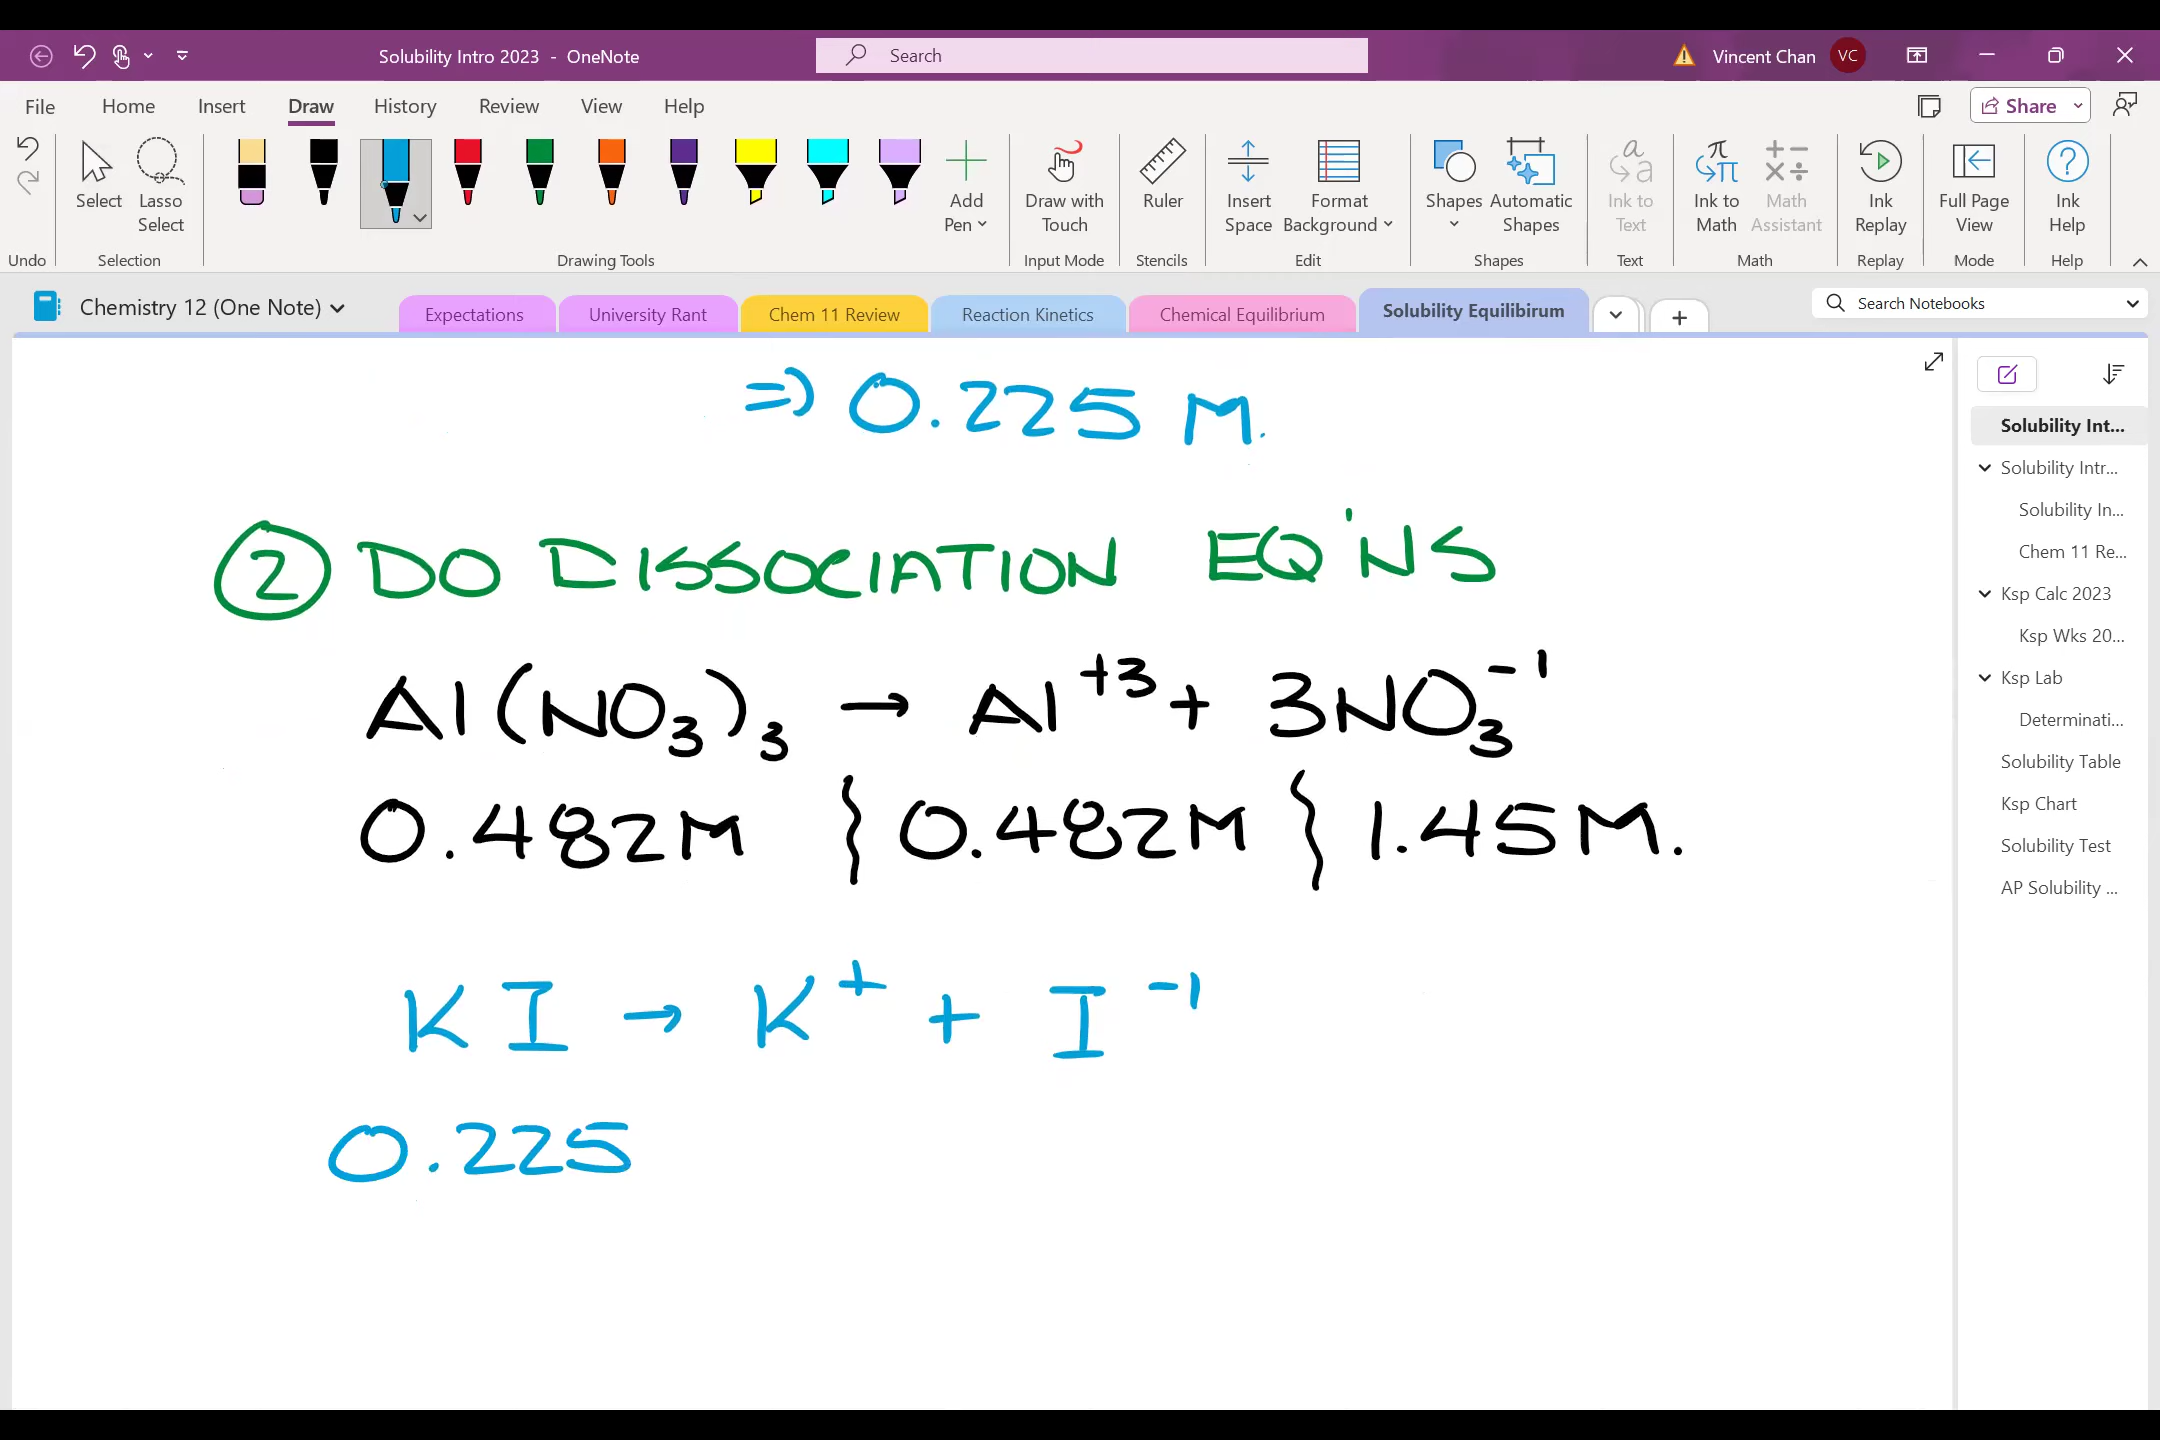 Solubility Intro 2023 - OneNote
Search
Vincent Chan VC
File Home Insert Draw History Review View Help
Share
Select
Lasso Select
Add Pen
Draw with Touch
Ruler
Insert Space
Format Background
Shapes
Automatic Shapes
Ink to Text
Ink to Math
Math Assistant
Ink Replay
Full Page View
Ink Help
Undo Selection Drawing Tools Input Mode Stencils Edit Shapes Text Math Replay Mode Help
Chemistry 12 (One Note)
Expectations University Rant Chem 11 Review Reaction Kinetics Chemical Equilibrium Solubility Equilibirum
Search Notebooks
⇒ 0.225 M.
② DO DISSOCIATION EQ'NS
Al(NO₃)₃ → Al⁺³ + 3NO₃⁻¹
0.482M } 0.482M } 1.45M.
KI → K⁺ + I⁻¹
0.225
Solubility Int...
Solubility Intr...
Solubility In...
Chem 11 Re...
Ksp Calc 2023
Ksp Wks 20...
Ksp Lab
Determinati...
Solubility Table
Ksp Chart
Solubility Test
AP Solubility ...